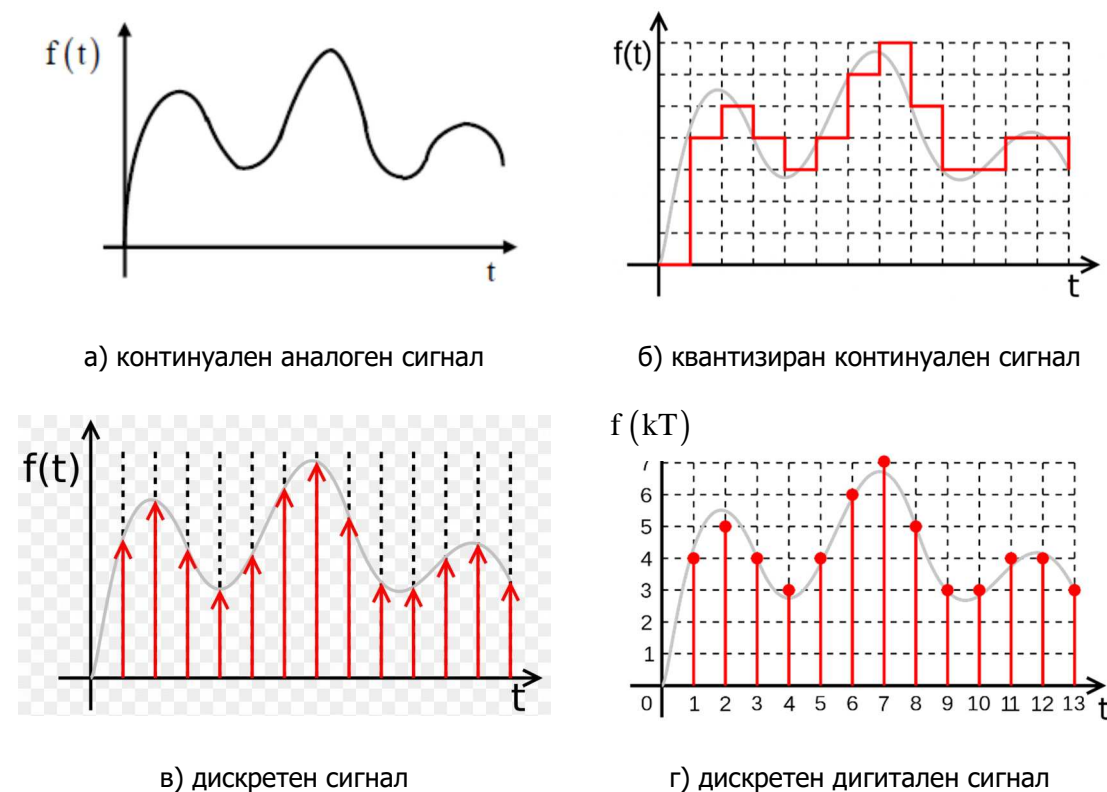 f(t)
t
f(t)
t
а) континуален аналоген сигнал
б) квантизиран континуален сигнал
f(t)
t
f(kT)
7
6
5
4
3
2
1
0 1 2 3 4 5 6 7 8 9 10 11 12 13 t
в) дискретен сигнал
г) дискретен дигитален сигнал